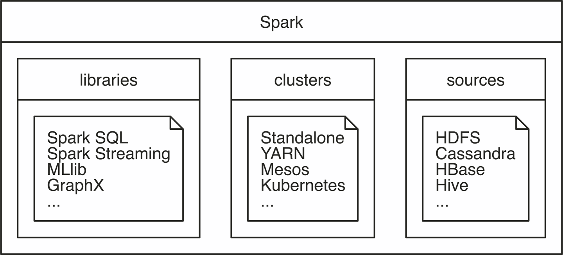 Spark
libraries
Spark SQL
Spark Streaming
MLlib
GraphX
...
clusters
Standalone
YARN
Mesos
Kubernetes
...
sources
HDFS
Cassandra
HBase
Hive
...